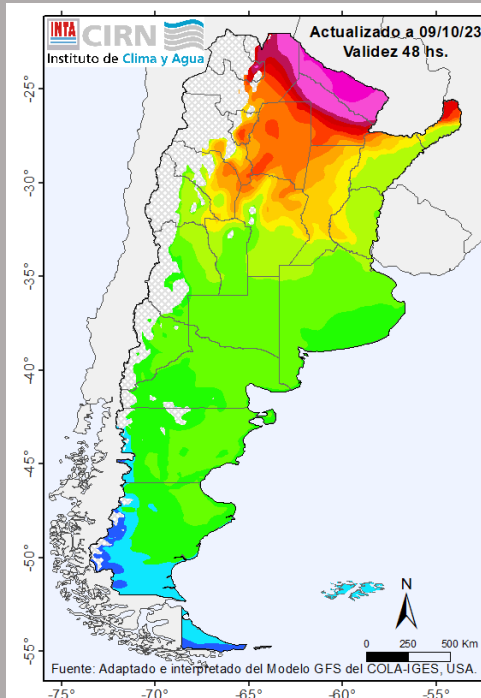 INTA CIRN
Instituto de Clima y Agua
Actualizado a 09/10/23
Validez 48 hs.
-25°
-30°
-35°
-40°
-45°
-50°
-55°
N
0 250 500 Km
Fuente: Adaptado e interpretado del Modelo GFS del COLA-IGES, USA.
-75° -70° -65° -60° -55°